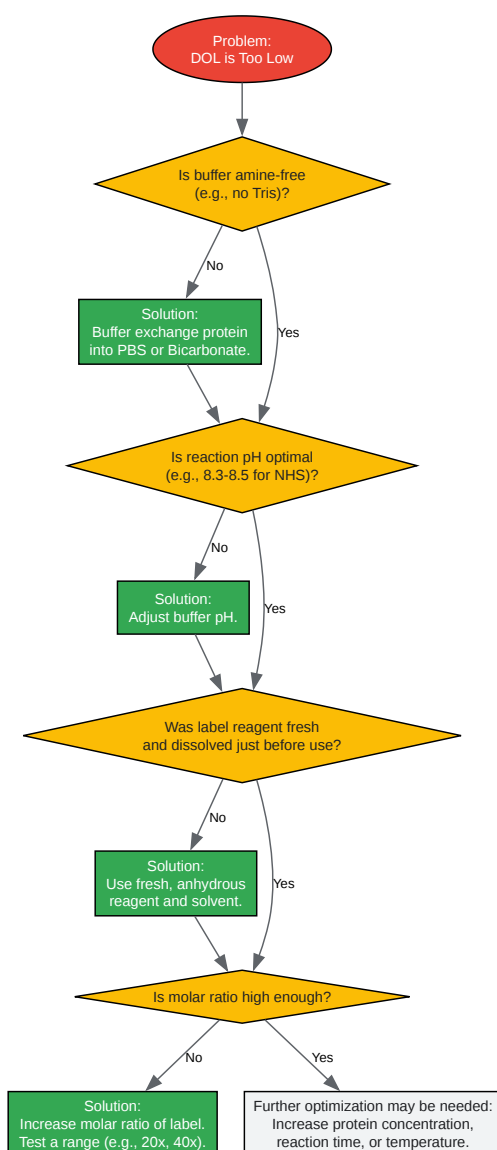 Problem:
DOL is Too Low
Is buffer amine-free
(e.g., no Tris)?
No
Solution:
Buffer exchange protein
into PBS or Bicarbonate.
Yes
Is reaction pH optimal
(e.g., 8.3-8.5 for NHS)?
No
Solution:
Adjust buffer pH.
Yes
Was label reagent fresh
and dissolved just before use?
No
Solution:
Use fresh, anhydrous
reagent and solvent.
Yes
Is molar ratio high enough?
No
Yes
Solution:
Increase molar ratio of label.
Test a range (e.g., 20x, 40x).
Further optimization may be needed:
Increase protein concentration,
reaction time, or temperature.